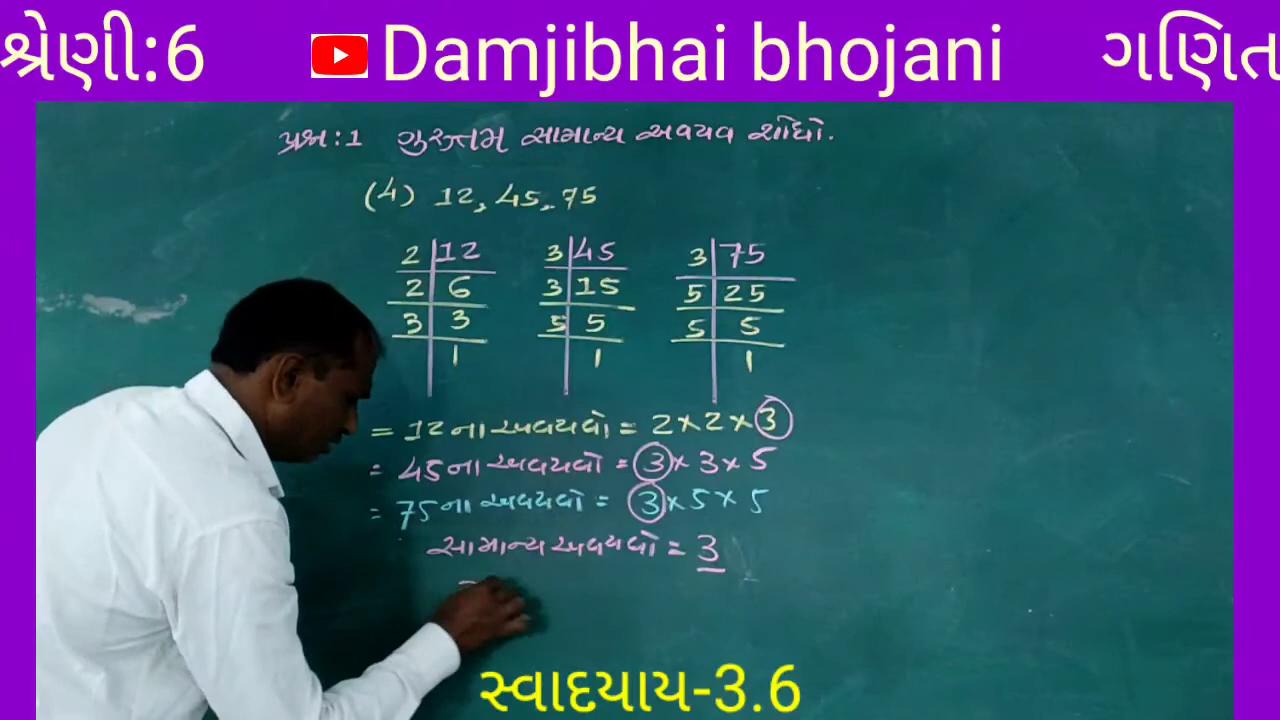 શ્રેણી:6 Damjibhai bhojani ગણિત
પ્રશ્ન:1 ગુરુત્તમ સામાન્ય અવયવ શોધો.
(4) 12, 45, 75
2 12 3 45 3 75
2 6 3 15 5 25
3 3 5 5 5 5
1 1 1
= 12ના અવયવો = 2 × 2 × 3
= 45ના અવયવો = 3 × 3 × 5
= 75ના અવયવો = 3 × 5 × 5
સામાન્ય અવયવો = 3
સ્વાદયાય-3.6